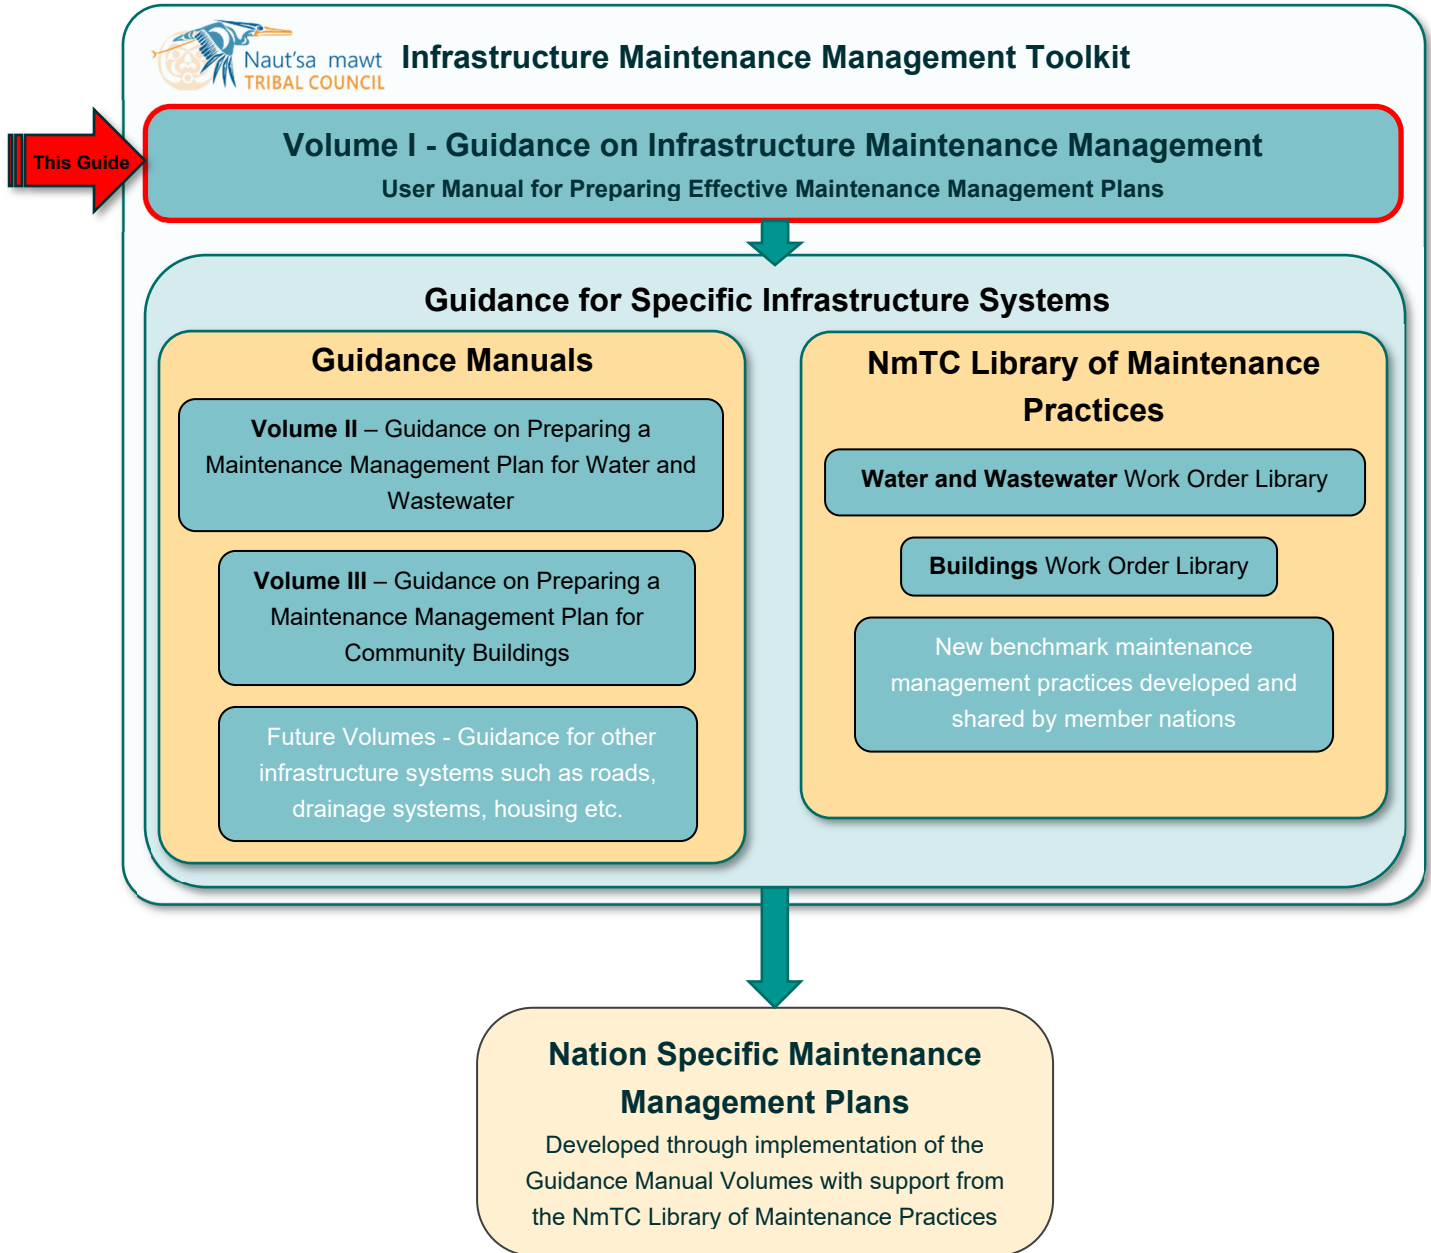 Naut'sa mawt
TRIBAL COUNCIL
Infrastructure Maintenance Management Toolkit
This Guide
Volume I - Guidance on Infrastructure Maintenance Management
User Manual for Preparing Effective Maintenance Management Plans
Guidance for Specific Infrastructure Systems
Guidance Manuals
Volume II – Guidance on Preparing a
Maintenance Management Plan for Water and
Wastewater
Volume III – Guidance on Preparing a
Maintenance Management Plan for
Community Buildings
Future Volumes - Guidance for other
infrastructure systems such as roads,
drainage systems, housing etc.
NmTC Library of Maintenance
Practices
Water and Wastewater Work Order Library
Buildings Work Order Library
New benchmark maintenance
management practices developed and
shared by member nations
Nation Specific Maintenance
Management Plans
Developed through implementation of the
Guidance Manual Volumes with support from
the NmTC Library of Maintenance Practices